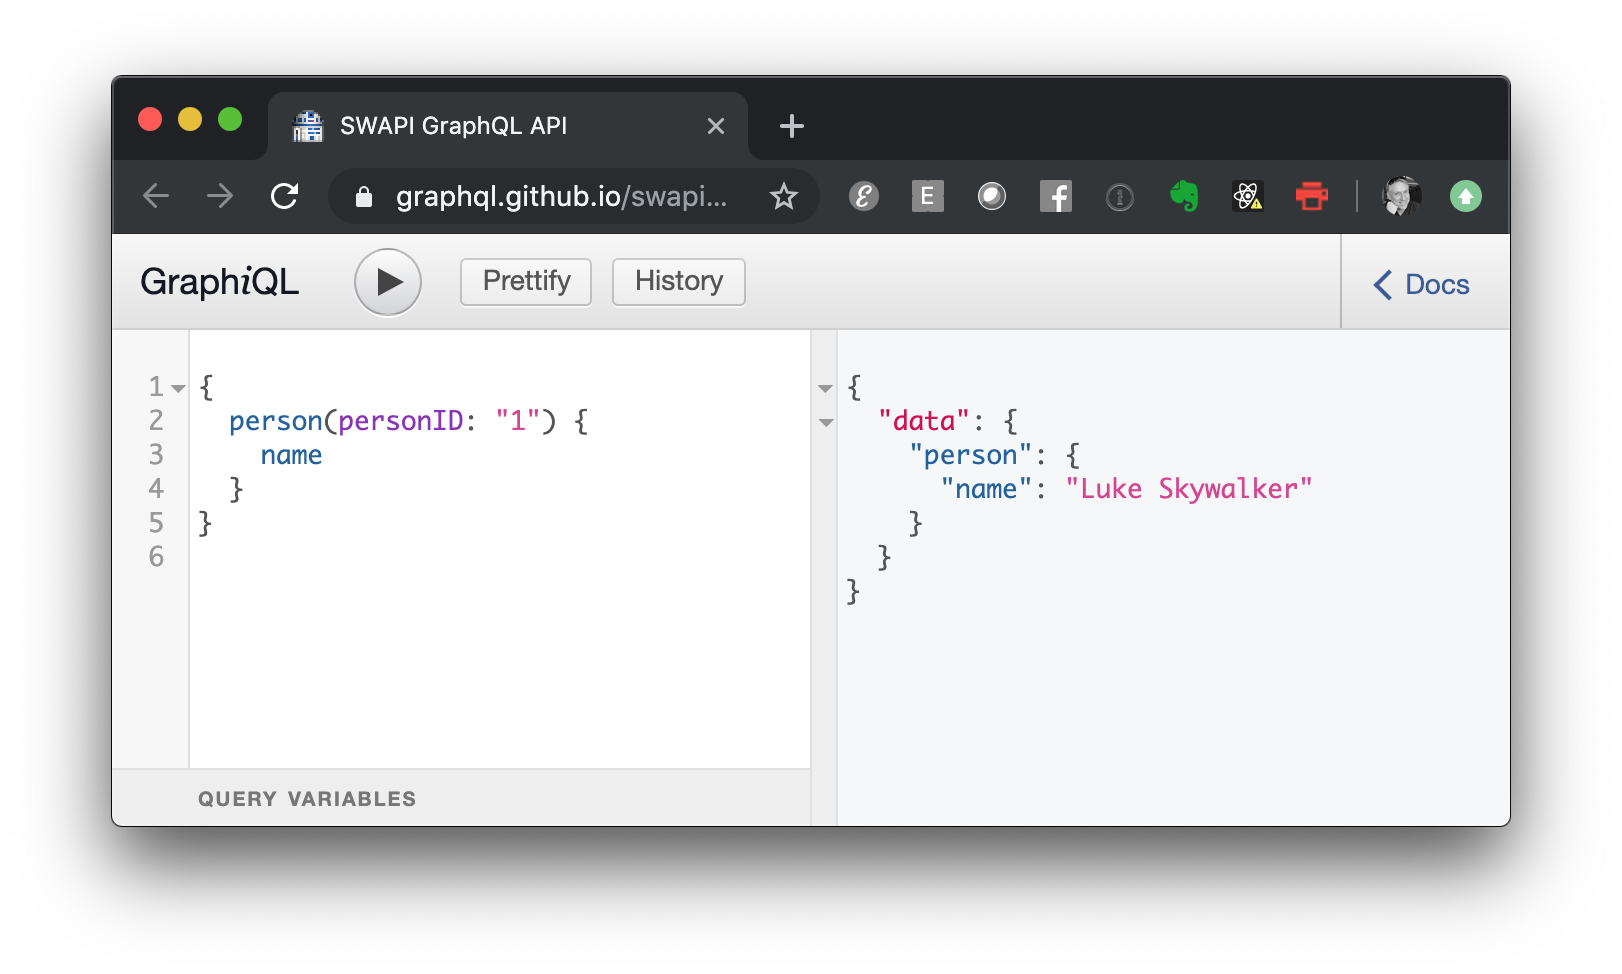 SWAPI GraphQL API
graphql.github.io/swapi...
E
GraphiQL
Prettify
History
Docs
1 {
2 person(personID: "1") {
3 name
4 }
5 }
6
{
"data": {
"person": {
"name": "Luke Skywalker"
}
}
}
QUERY VARIABLES